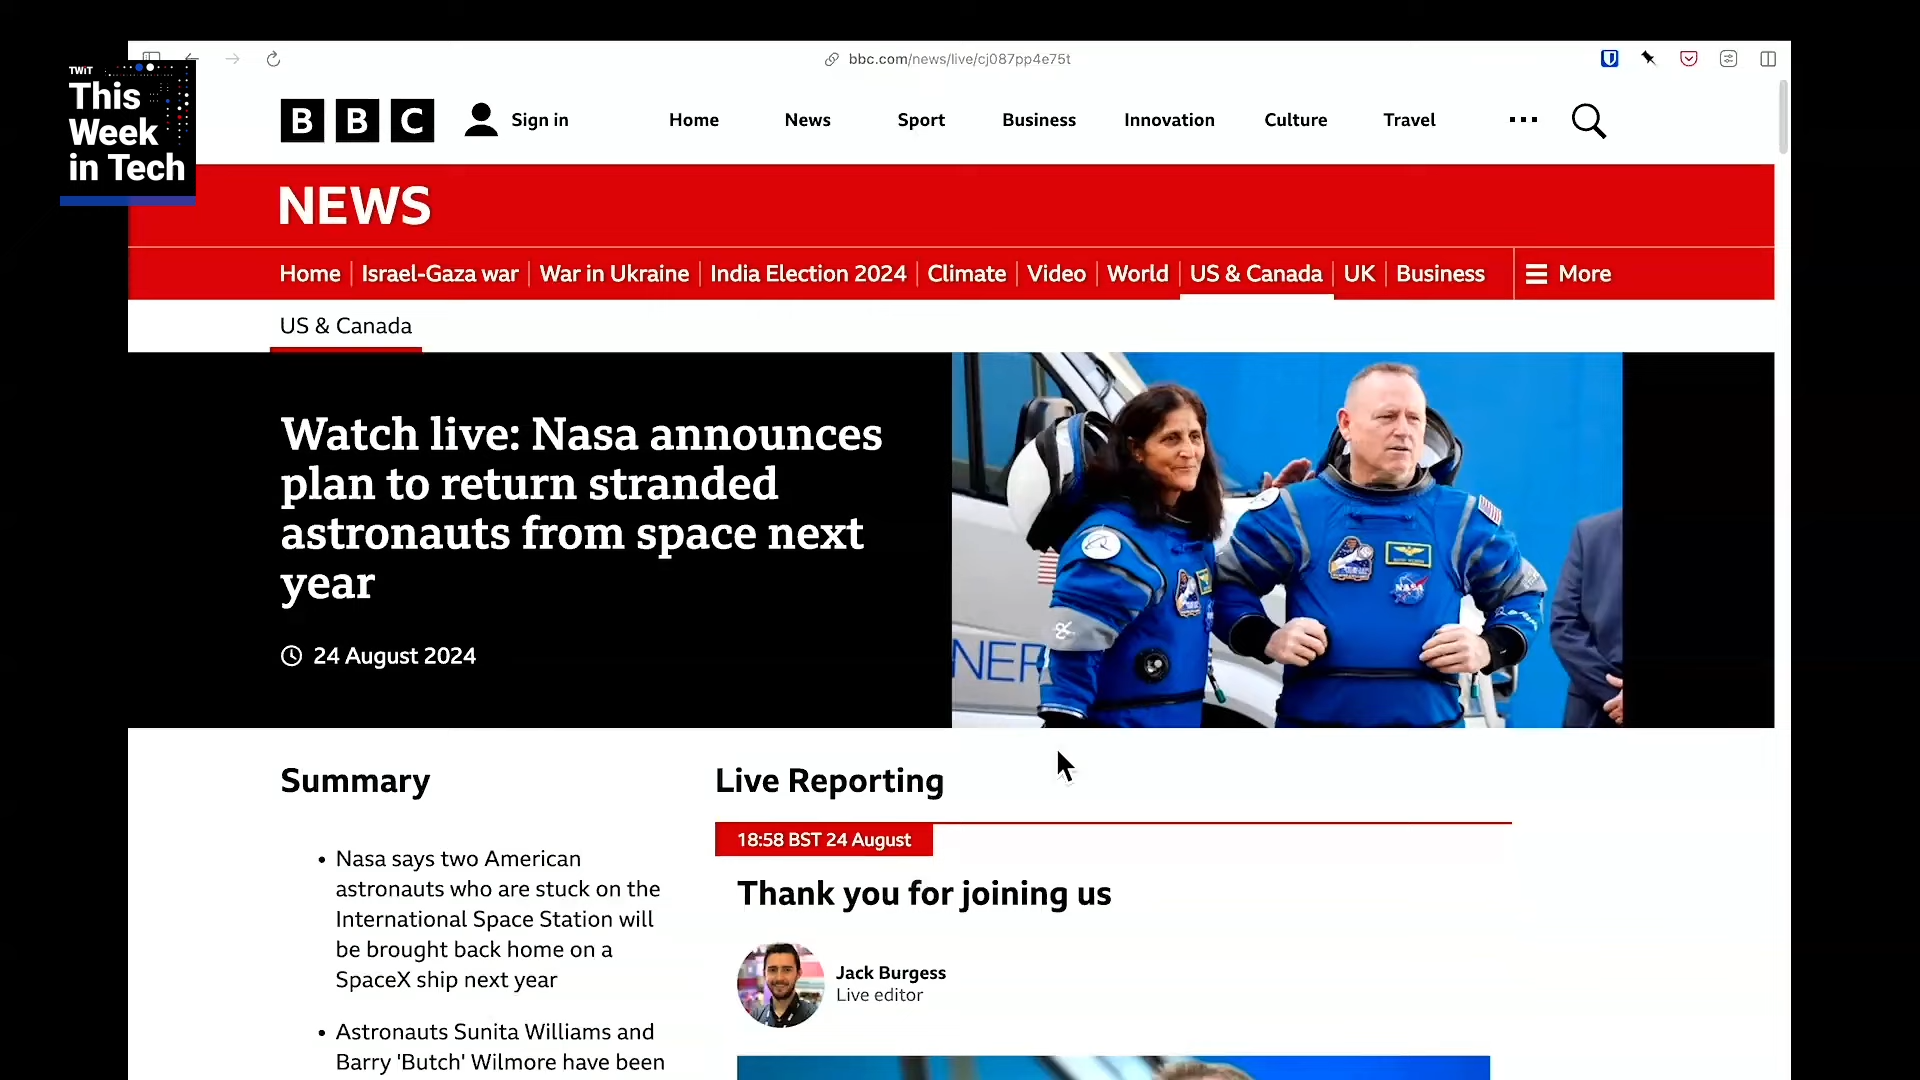 bbc.com/news/live/cj087pp4e75t
TWiT
This
Week
in Tech
BBC
Sign in
Home
News
Sport
Business
Innovation
Culture
Travel
NEWS
Home
Israel-Gaza war
War in Ukraine
India Election 2024
Climate
Video
World
US & Canada
UK
Business
More
US & Canada
Watch live: Nasa announces
plan to return stranded
astronauts from space next
year
24 August 2024
NER
NASA
Summary
Nasa says two American
astronauts who are stuck on the
International Space Station will
be brought back home on a
SpaceX ship next year
Astronauts Sunita Williams and
Barry 'Butch' Wilmore have been
Live Reporting
18:58 BST 24 August
Thank you for joining us
Jack Burgess
Live editor